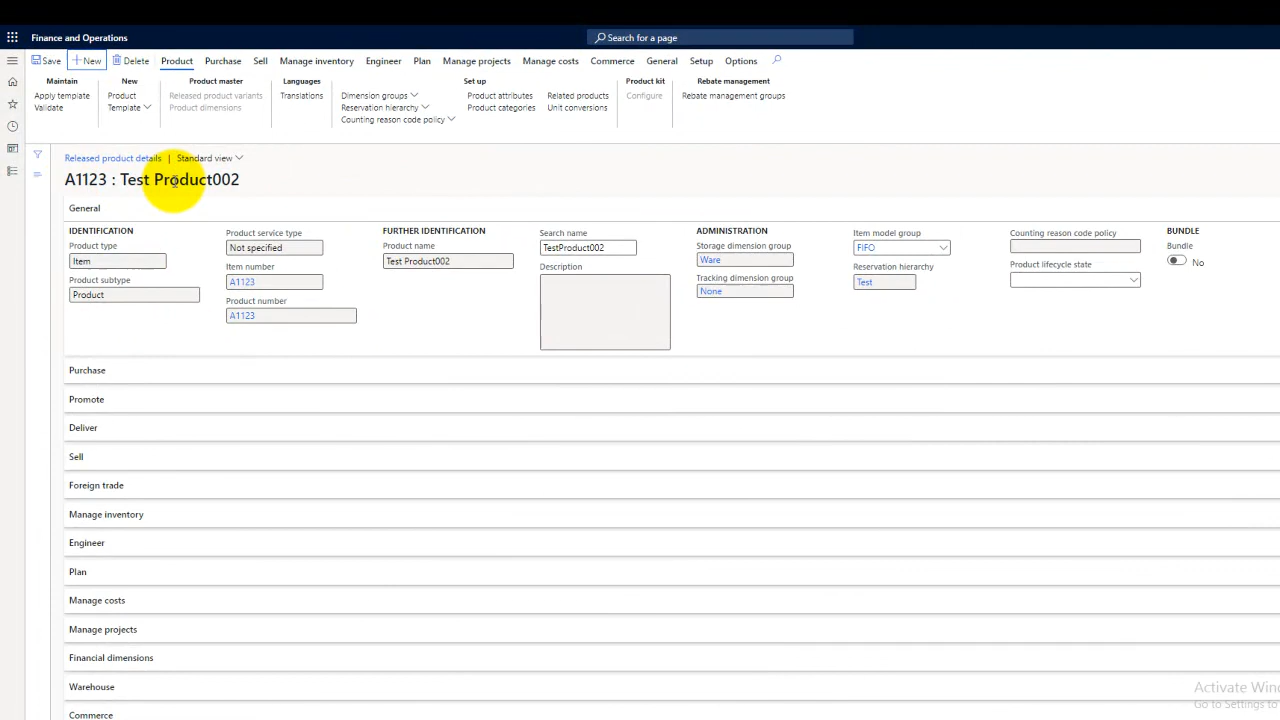 Finance and Operations
Search for a page
Save New Delete Product Purchase Sell Manage inventory Engineer Plan Manage projects Manage costs Commerce General Setup Options
Maintain New Product master Languages Set up Product kit Rebate management
Apply template Product Released product variants Translations Dimension groups Product attributes Related products Configure Rebate management groups
Validate Template Product dimensions Reservation hierarchy Product categories Unit conversions
Counting reason code policy
Released product details | Standard view
A1123 : Test Product002
General
IDENTIFICATION
Product type
Item
Product subtype
Product
Product service type
Not specified
Item number
A1123
Product number
A1123
FURTHER IDENTIFICATION
Product name
Test Product002
Search name
TestProduct002
Description
ADMINISTRATION
Storage dimension group
Ware
Tracking dimension group
None
Item model group
FIFO
Reservation hierarchy
Test
Counting reason code policy
Product lifecycle state
BUNDLE
Bundle
No
Purchase
Promote
Deliver
Sell
Foreign trade
Manage inventory
Engineer
Plan
Manage costs
Manage projects
Financial dimensions
Warehouse
Commerce
Activate Win
Go to Settings to